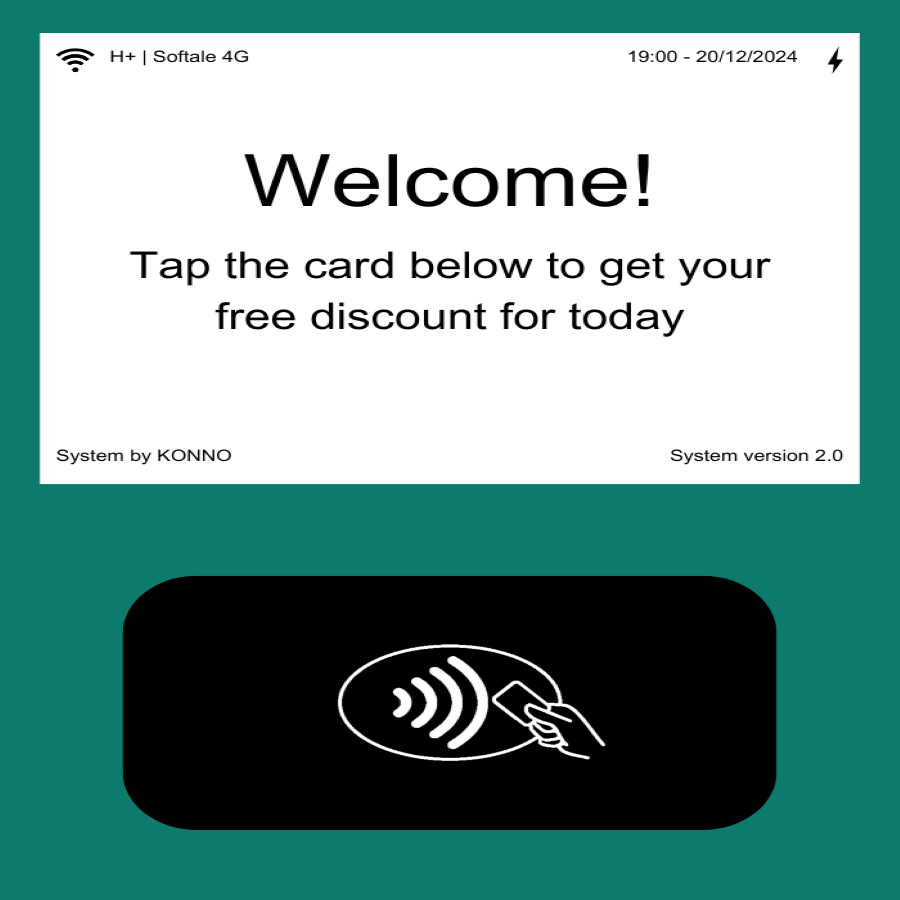 H+ | Softale 4G
19:00 - 20/12/2024
Welcome!
Tap the card below to get your
free discount for today
System by KONNO
System version 2.0